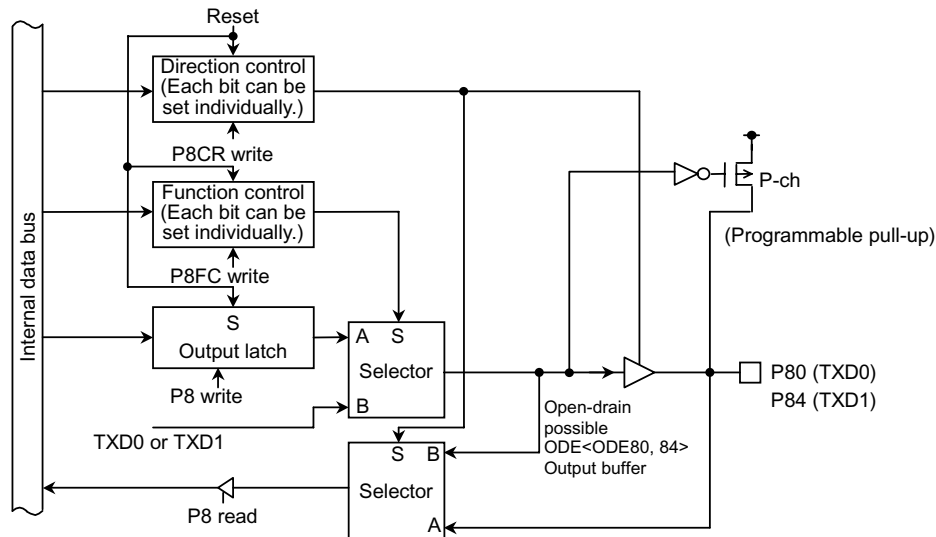 Reset
Direction control
(Each bit can be
set individually.)
P8CR write
P-ch
Function control
(Each bit can be
set individually.)
(Programmable pull-up)
P8FC write
Internal data bus
S
Output latch
A S
Selector
B
P8 write
P80 (TXD0)
P84 (TXD1)
TXD0 or TXD1
Open-drain
possible
ODE<ODE80, 84>
Output buffer
S B
Selector
A
P8 read